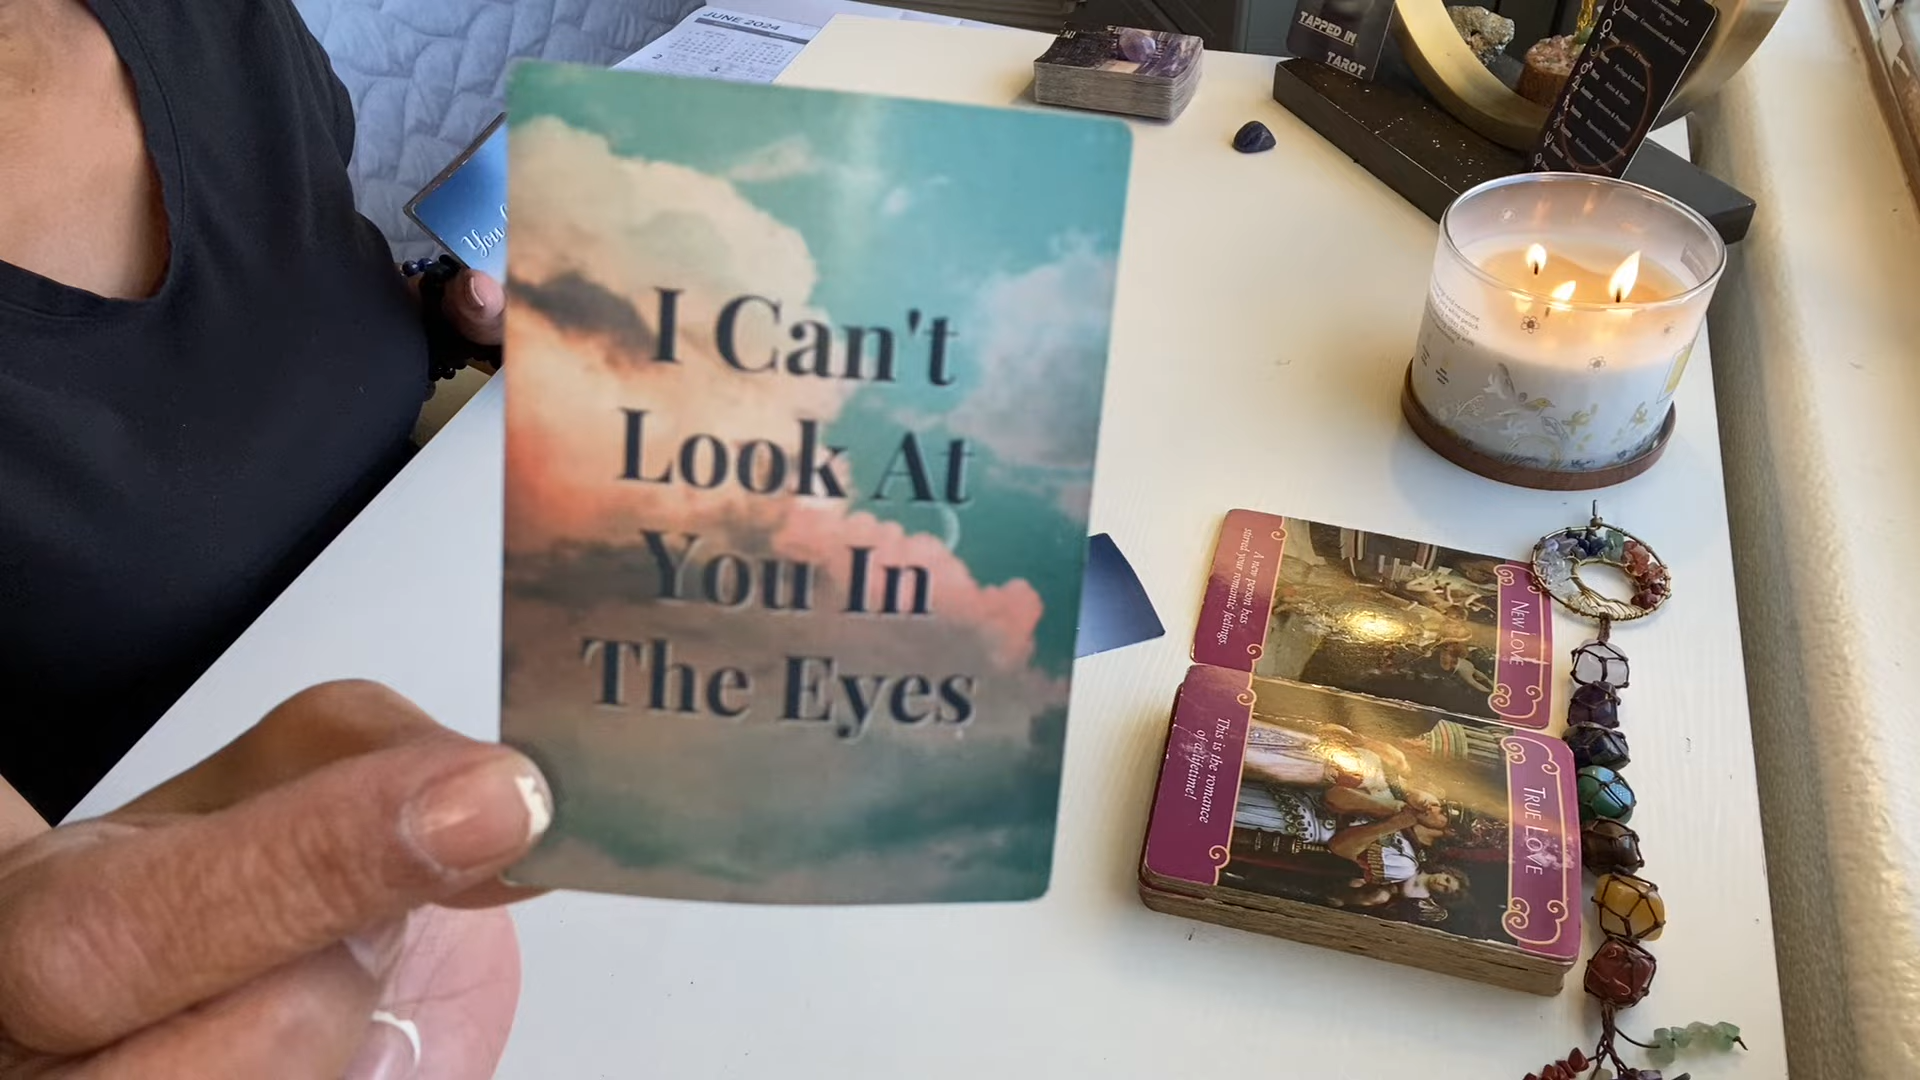 JUNE 2024
TAPPED IN
TAROT
You
I Can't
Look At
You In
The Eyes
A new person has
stirred your romantic feelings.
NEW LOVE
This is the romance
of a lifetime!
TRUE LOVE